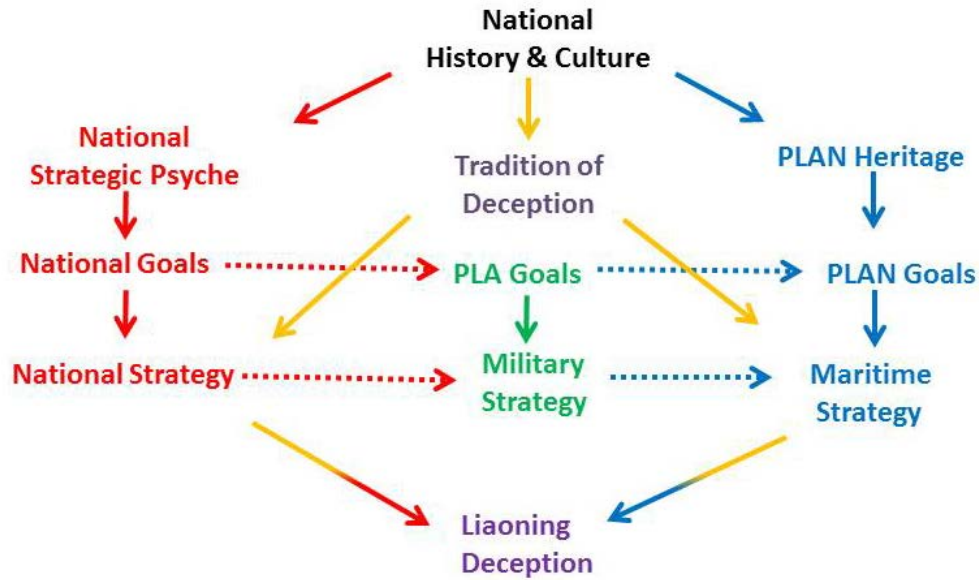 National
History & Culture
National
Strategic Psyche
Tradition of
Deception
PLAN Heritage
National Goals
PLA Goals
PLAN Goals
National Strategy
Military
Strategy
Maritime
Strategy
Liaoning
Deception